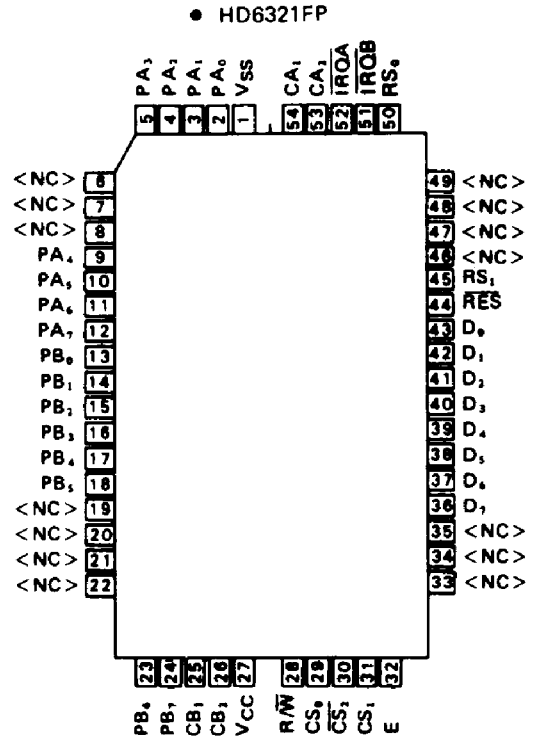 ● HD6321FP
PA₃
PA₂
PA₁
PA₀
VSS
CA₁
CA₂
I̅R̅Q̅A̅
I̅R̅Q̅B̅
RS₀
5
4
3
2
1
54
53
52
51
50
<NC> 6
<NC> 7
<NC> 8
PA₄ 9
PA₅ 10
PA₆ 11
PA₇ 12
PB₀ 13
PB₁ 14
PB₂ 15
PB₃ 16
PB₄ 17
PB₅ 18
<NC> 19
<NC> 20
<NC> 21
<NC> 22
49 <NC>
48 <NC>
47 <NC>
46 <NC>
45 RS₁
44 R̅E̅S̅
43 D₀
42 D₁
41 D₂
40 D₃
39 D₄
38 D₅
37 D₆
36 D₇
35 <NC>
34 <NC>
33 <NC>
23
24
25
26
27
28
29
30
31
32
PB₆
PB₇
CB₁
CB₂
VCC
R/W̅
CS₀
C̅S̅₂
CS₁
E